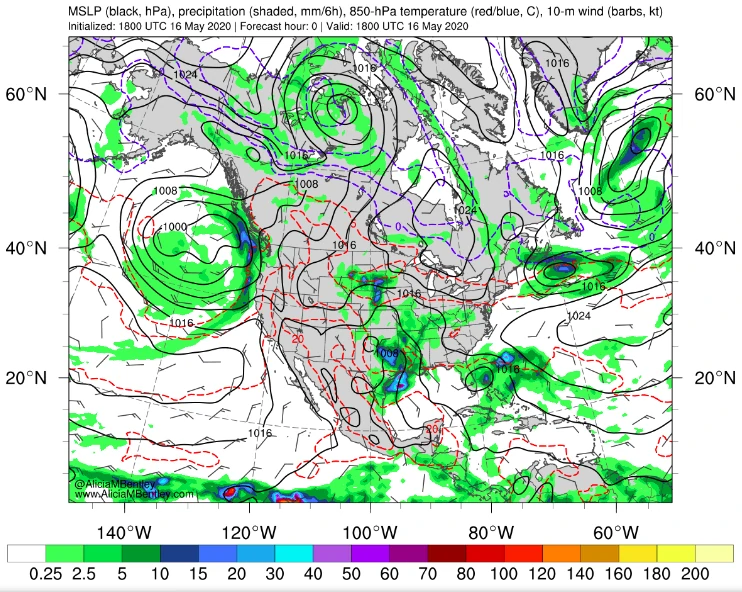 MSLP (black, hPa), precipitation (shaded, mm/6h), 850-hPa temperature (red/blue, C), 10-m wind (barbs, kt)
Initialized: 1800 UTC 16 May 2020 | Forecast hour: 0 | Valid: 1800 UTC 16 May 2020
1024
1016
1016
60°N
1016
1016
1008
1008
1008
1024
1000
0
0
1016
40°N
40°N
1016
1016
1016
1024
20
1008
1016
20°N
20°N
1016
20
@AliciaMBentley
www.AliciaMBentley.com
60°N
140°W
120°W
100°W
80°W
60°W
0.25 2.5 5 10 15 20 30 40 50 60 70 80 100 120 140 160 180 200